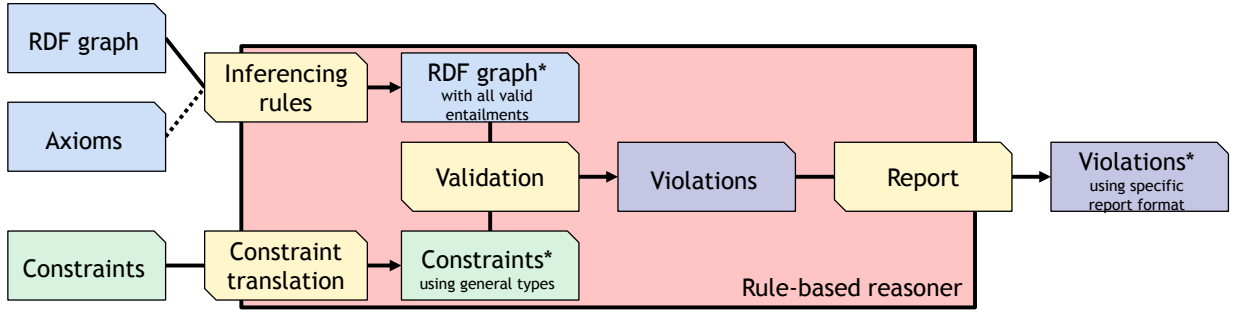 RDF graph
Axioms
Constraints
Inferencing
rules
Constraint
translation
RDF graph*
with all valid
entailments
Validation
Constraints*
using general types
Violations
Report
Violations*
using specific
report format
Rule-based reasoner